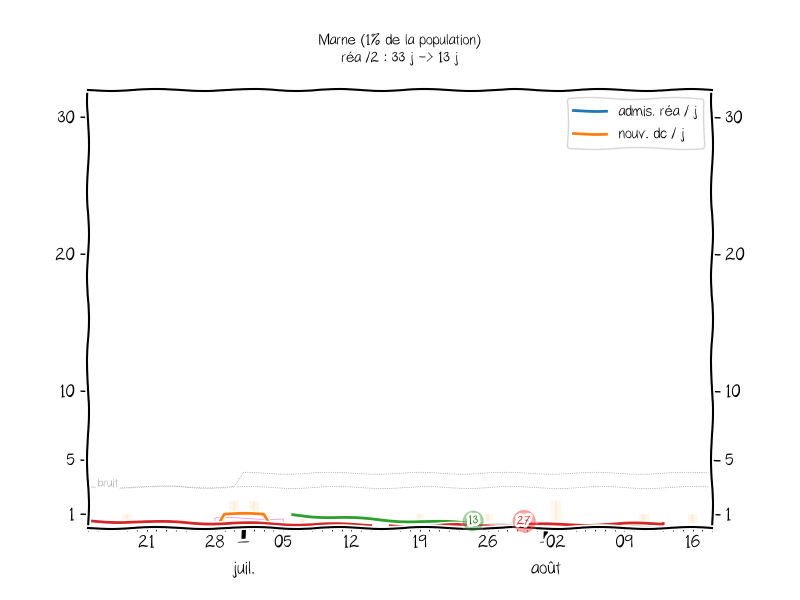 Marne (1% de la population)
réa /2 : 33 j -> 13 j
admis. réa / j
nouv. dc / j
30 30
20 20
10 10
5 5
bruit
1 1
13 27
21 28 05 12 19 26 02 09 16
juil. août